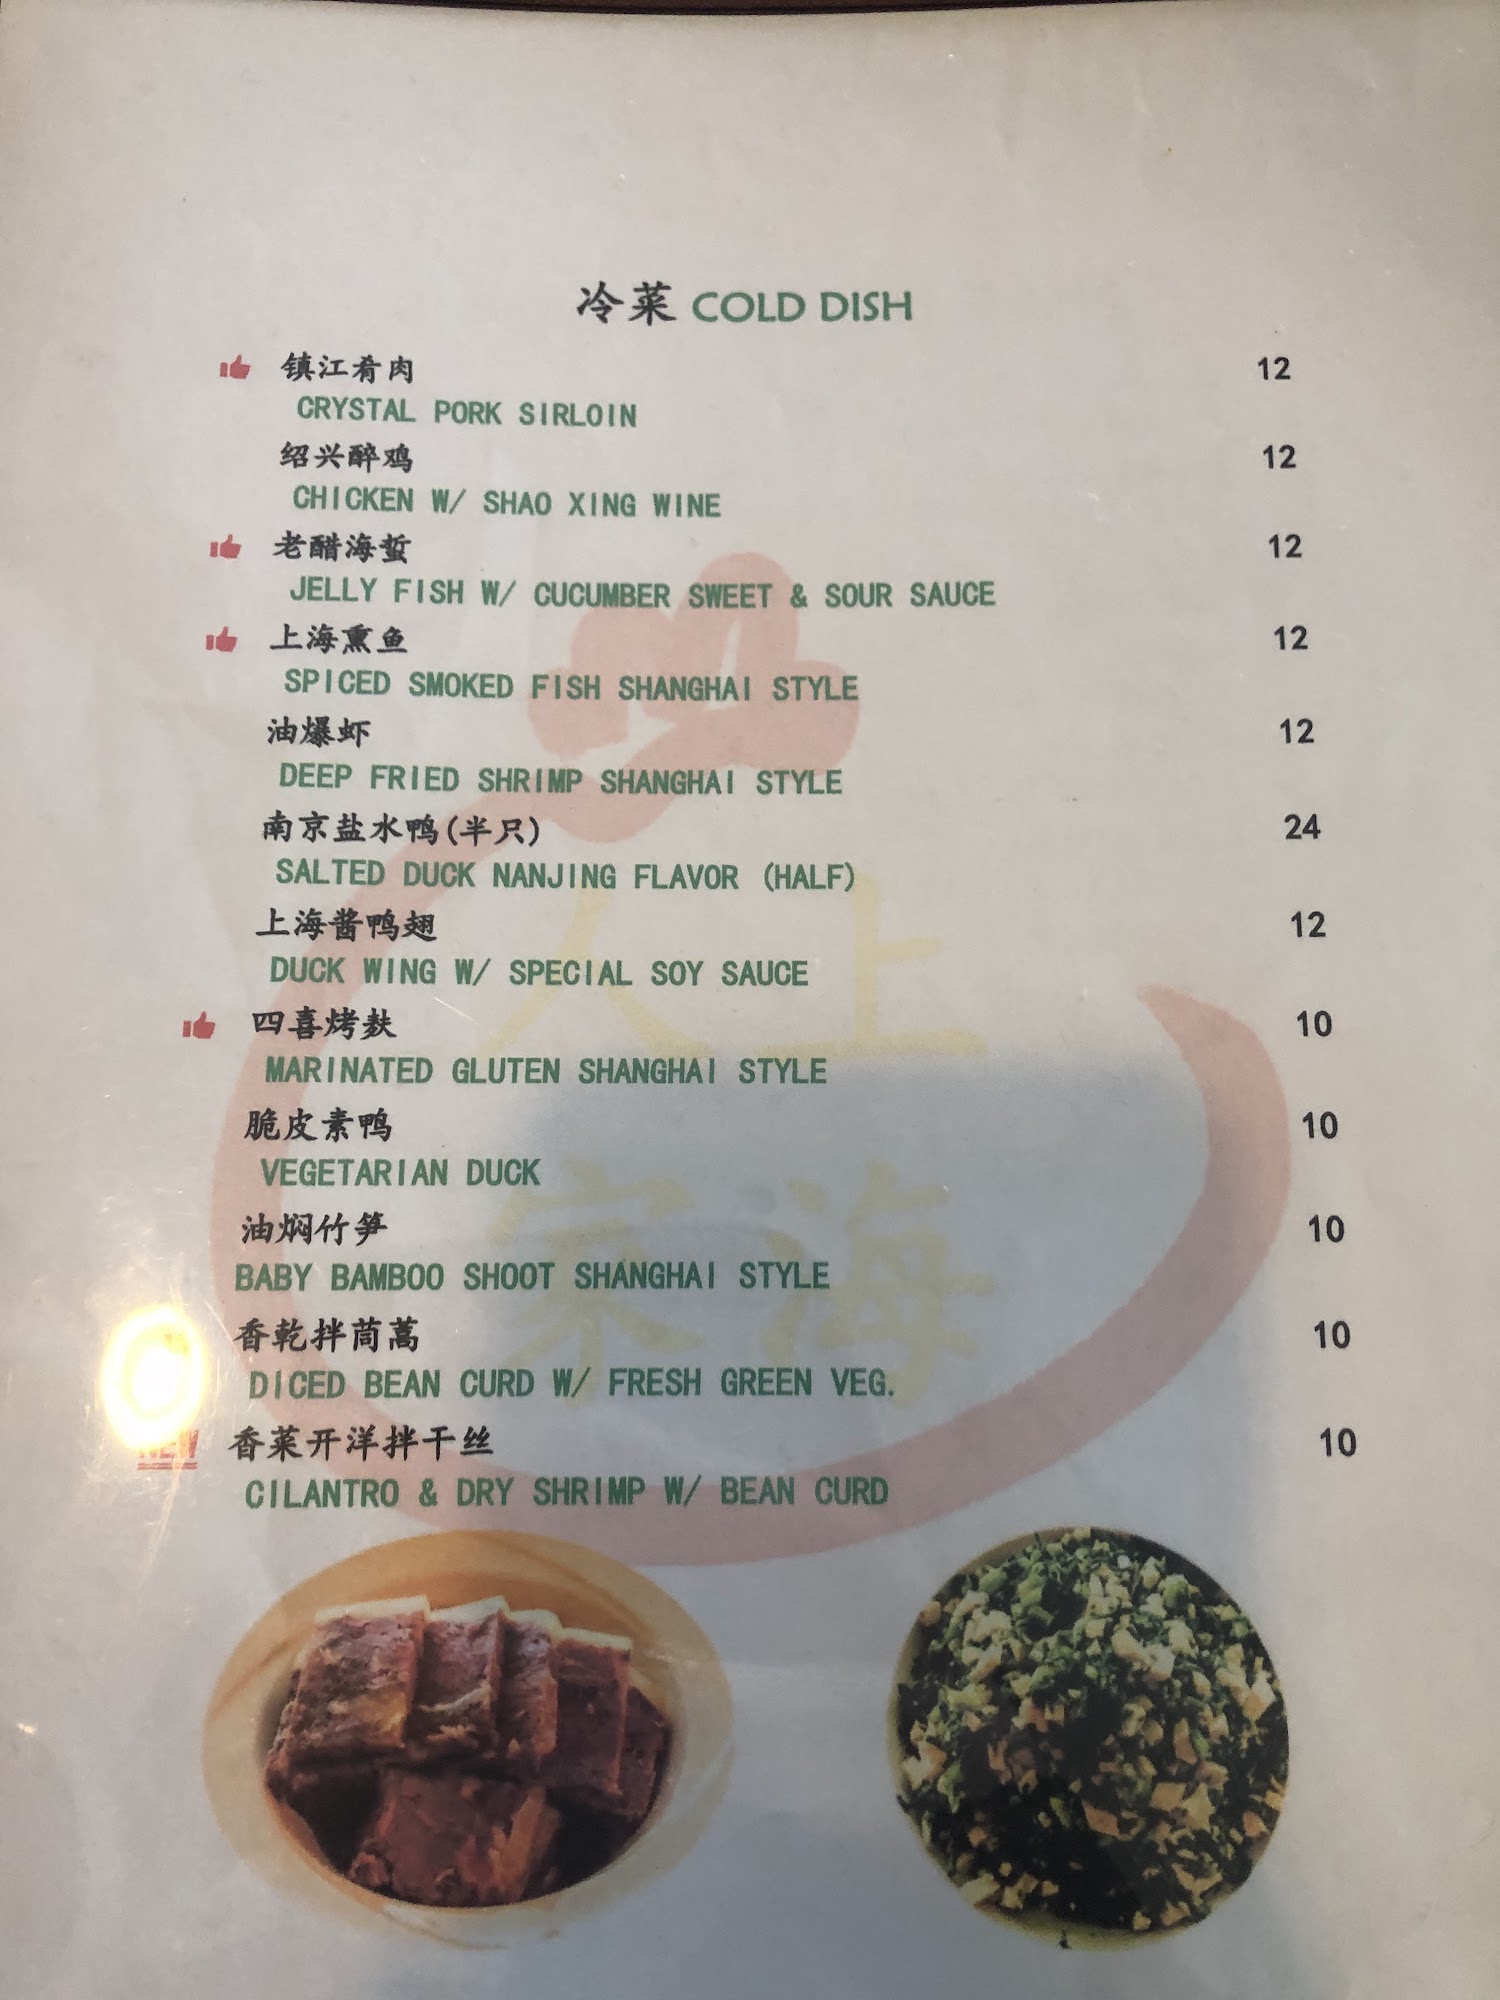 冷菜 COLD DISH
镇江肴肉 12
CRYSTAL PORK SIRLOIN
绍兴醉鸡 12
CHICKEN W/ SHAO XING WINE
老醋海蜇 12
JELLY FISH W/ CUCUMBER SWEET & SOUR SAUCE
上海熏鱼 12
SPICED SMOKED FISH SHANGHAI STYLE
油爆虾 12
DEEP FRIED SHRIMP SHANGHAI STYLE
南京盐水鸭(半只) 24
SALTED DUCK NANJING FLAVOR (HALF)
上海酱鸭翅 12
DUCK WING W/ SPECIAL SOY SAUCE
四喜烤麸 10
MARINATED GLUTEN SHANGHAI STYLE
脆皮素鸭 10
VEGETARIAN DUCK
油焖竹笋 10
BABY BAMBOO SHOOT SHANGHAI STYLE
香乾拌茼蒿 10
DICED BEAN CURD W/ FRESH GREEN VEG.
NEW 香菜开洋拌干丝 10
CILANTRO & DRY SHRIMP W/ BEAN CURD
上海
人家